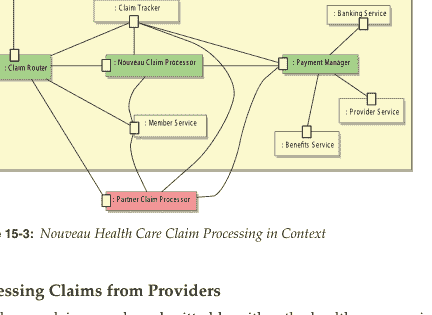 : Claim Tracker
: Banking Service
: Claim Router
: Nouveau Claim Processor
: Payment Manager
: Provider Service
: Member Service
: Benefits Service
: Partner Claim Processor
15-3: Nouveau Health Care Claim Processing in Context
essing Claims from Providers